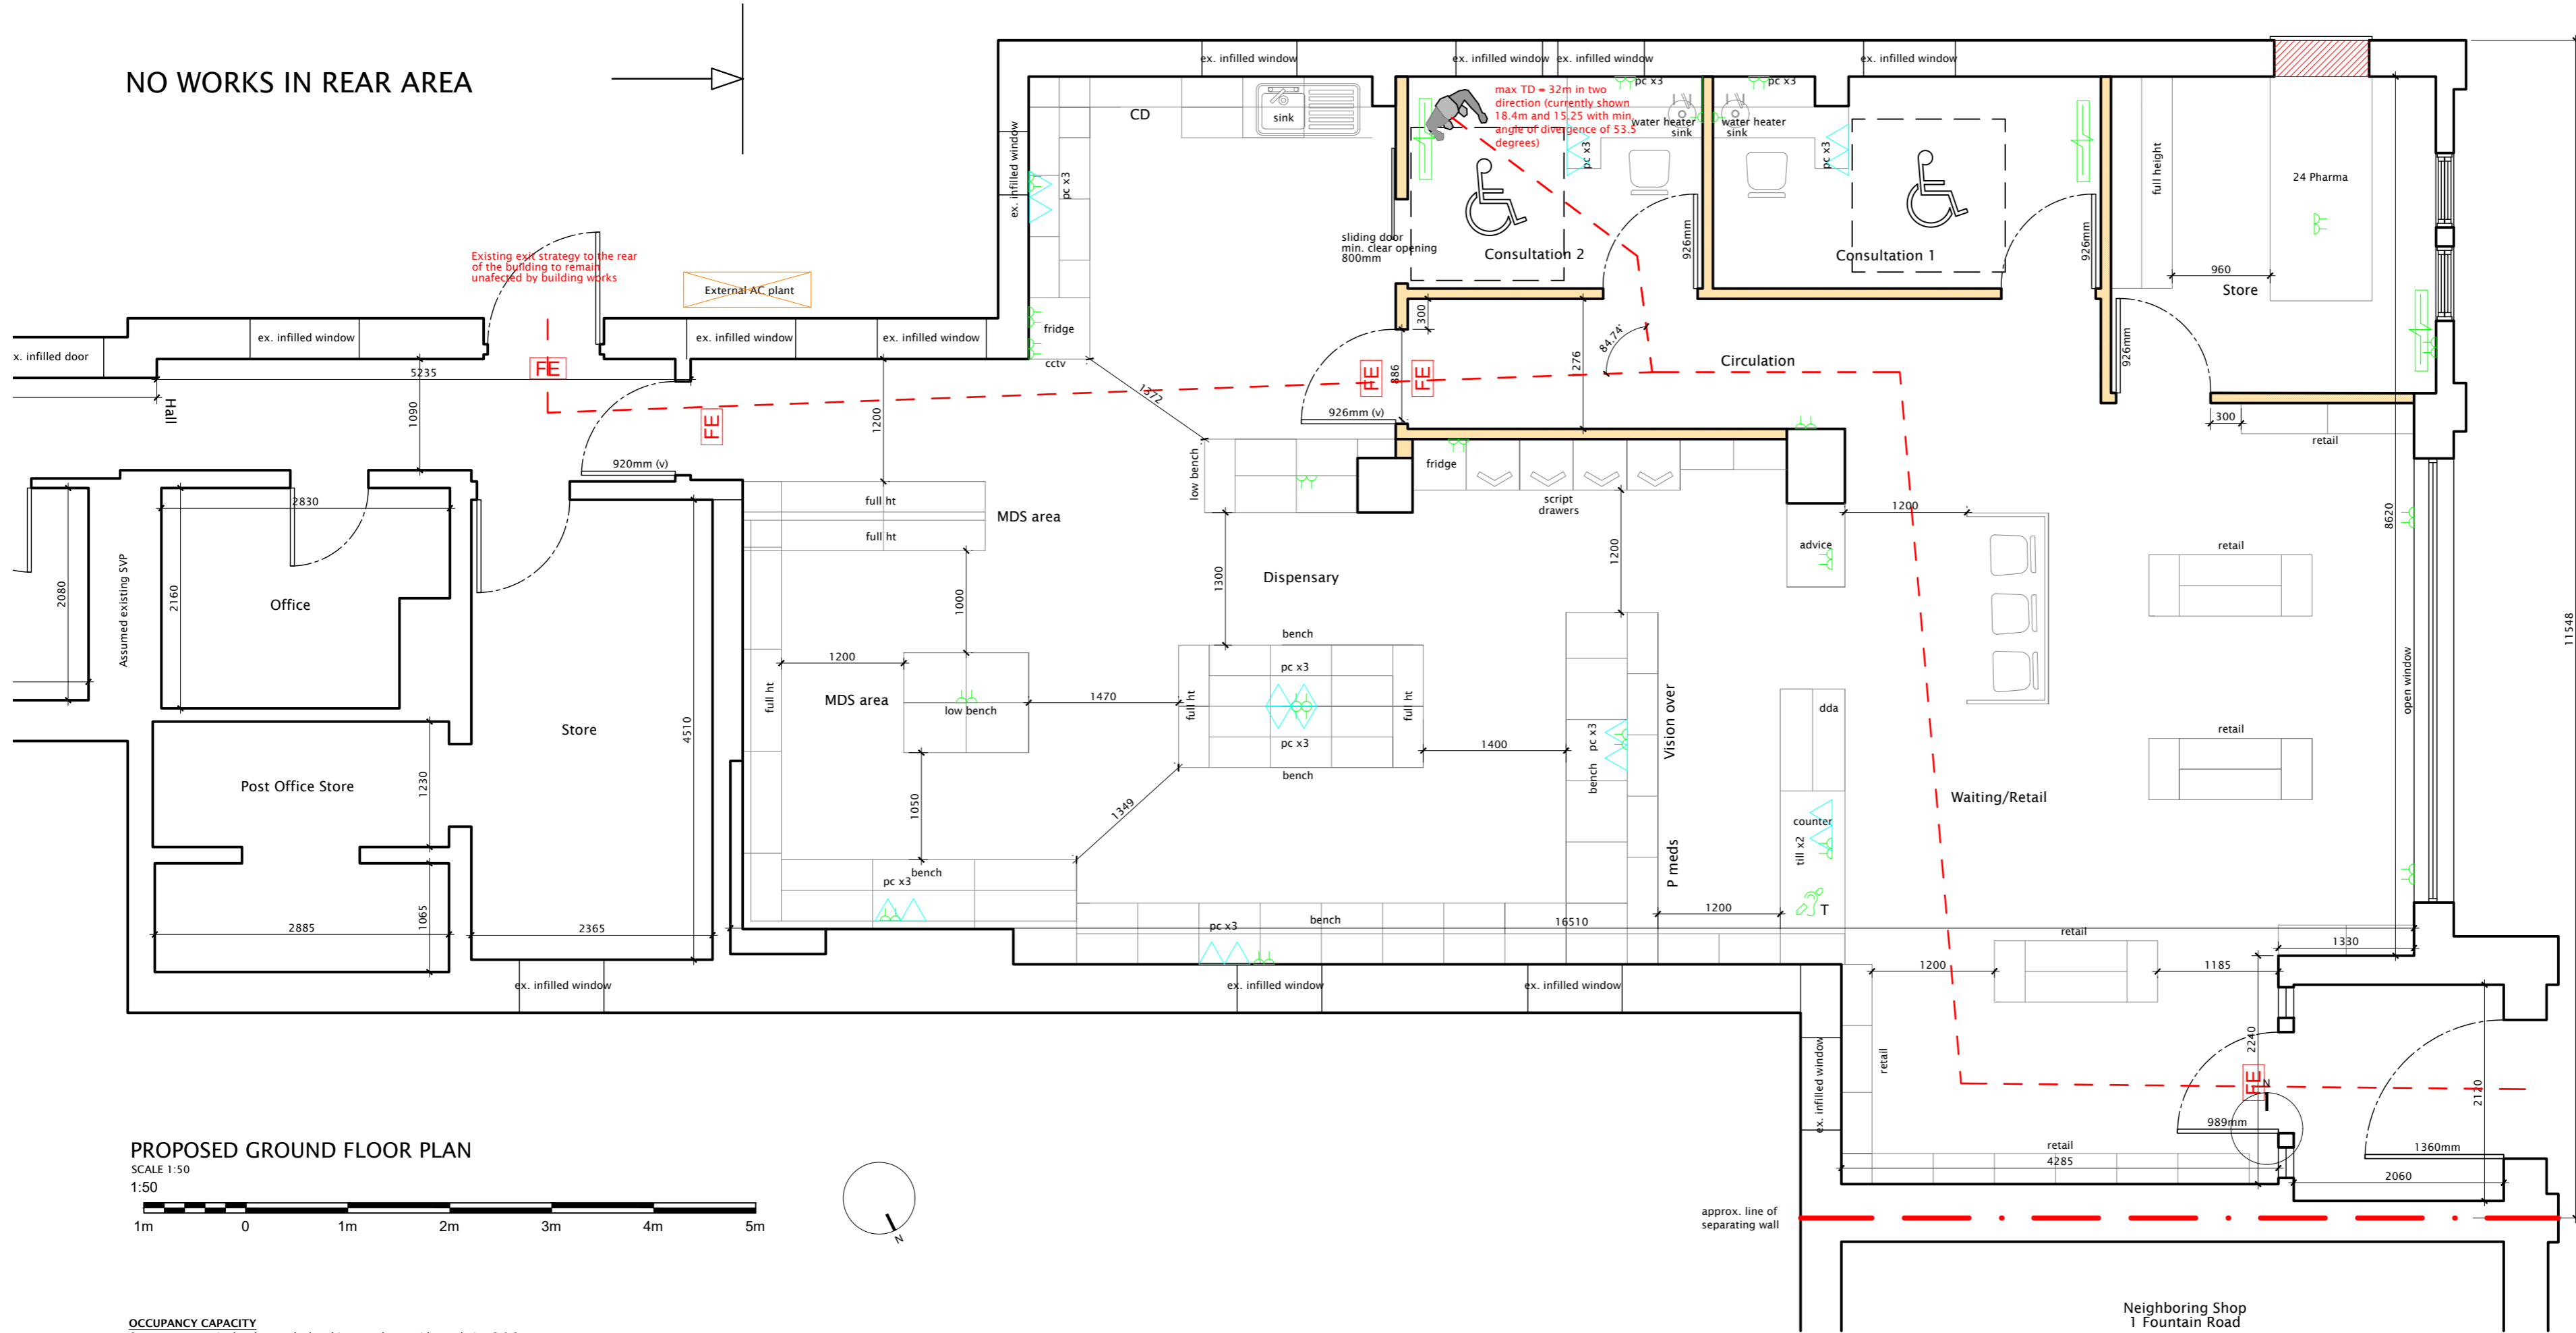 NO WORKS IN REAR AREA
ex. infilled window
ex. infilled window
ex. infilled window
ex. infilled window
CD
sink
ex. infilled window
pc x3
fridge
cctv
max TD = 32m in two
direction (currently shown
18.4m and 15.25 with min.
angle of divergence of 53.5
degrees)
pc x3
pc x3
water heater
sink
water heater
sink
pc x3
pc x3
sliding door
min. clear opening
800mm
Consultation 2
926mm
Consultation 1
926mm
full height
24 Pharma
960
Store
926mm
300
retail
Existing exit strategy to the rear
of the building to remain
unafected by building works
External AC plant
x. infilled door
ex. infilled window
ex. infilled window
ex. infilled window
FE
5235
Hall
1090
FE
920mm (v)
1200
1372
FE
886
FE
926mm (v)
300
1276
84.74°
Circulation
2080
Assumed existing SVP
2830
2160
Office
full ht
full ht
MDS area
low bench
fridge
script
drawers
1200
advice
1200
retail
8620
11548
1000
1300
Dispensary
bench
pc x3
full ht
full ht
pc x3
bench
1200
MDS area
full ht
low bench
1470
1400
pc x3
bench
Vision over
dda
open window
retail
Store
4510
Post Office Store
1230
1065
2885
2365
1050
1349
bench
pc x3
P meds
counter
till x2
T
Waiting/Retail
1200
pc x3
bench
16510
retail
1330
1200
1185
ex. infilled window
ex. infilled window
ex. infilled window
ex. infilled window
retail
2240
FE
N
989mm
2120
1360mm
retail
4285
2060
PROPOSED GROUND FLOOR PLAN
SCALE 1:50
1:50
1m
0
1m
2m
3m
4m
5m
N
approx. line of
separating wall
Neighboring Shop
1 Fountain Road
OCCUPANCY CAPACITY